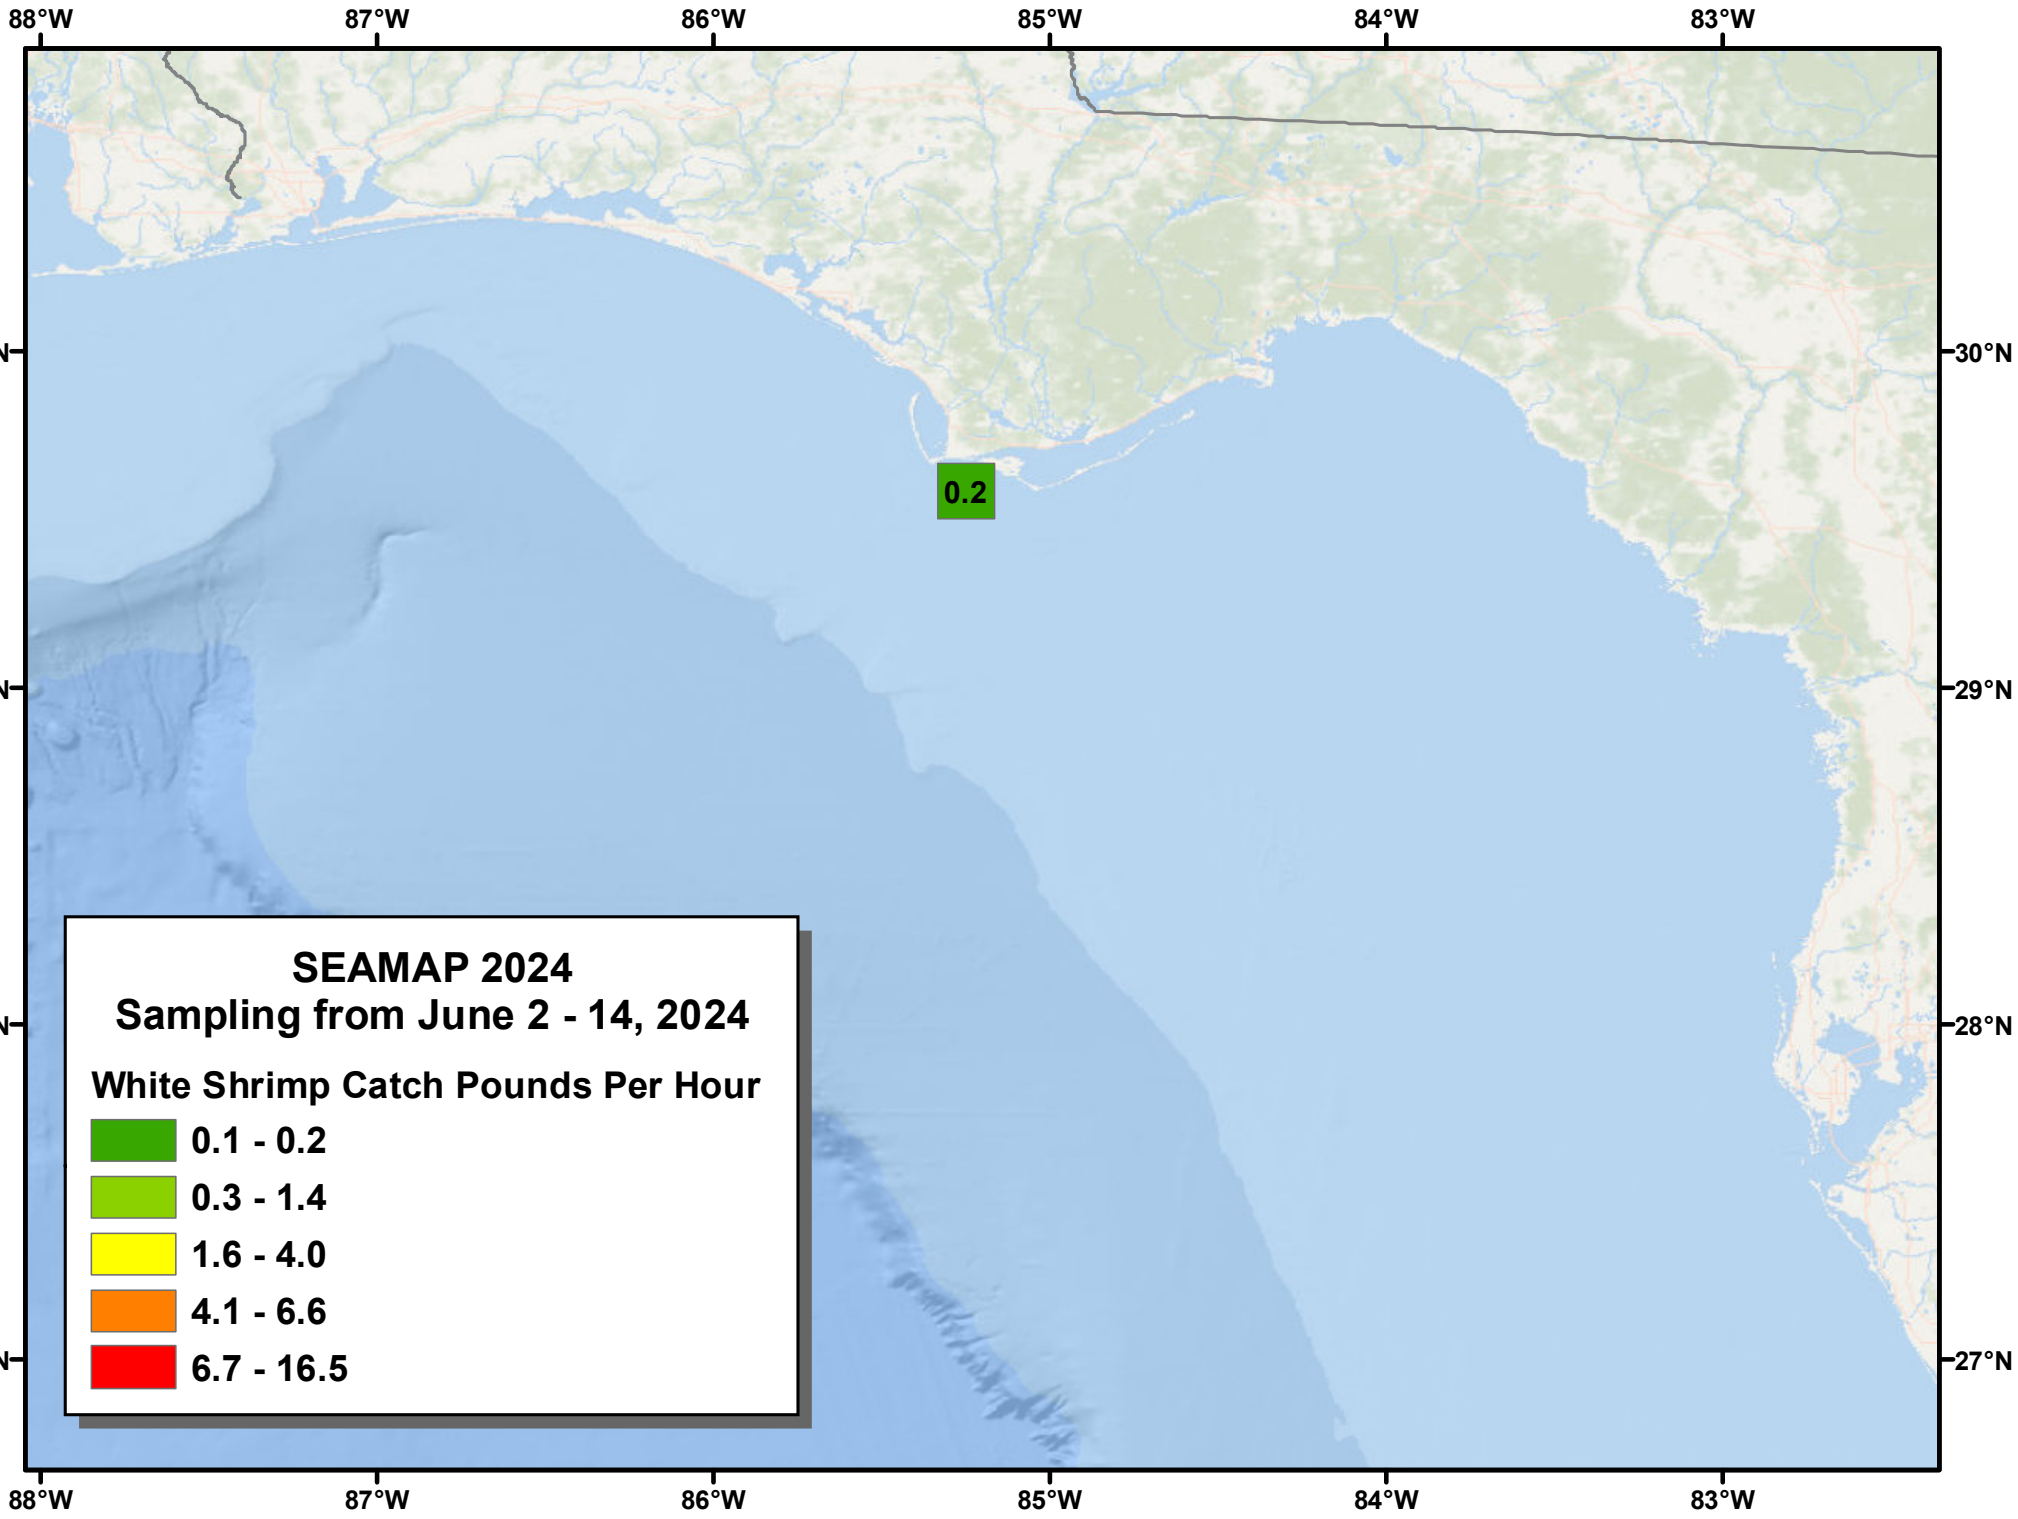 88°W 87°W 86°W 85°W 84°W 83°W
N 30°N
0.2
N 29°N
SEAMAP 2024
Sampling from June 2 - 14, 2024
N 28°N
White Shrimp Catch Pounds Per Hour
0.1 - 0.2
0.3 - 1.4
1.6 - 4.0
4.1 - 6.6
N 27°N
6.7 - 16.5
88°W 87°W 86°W 85°W 84°W 83°W